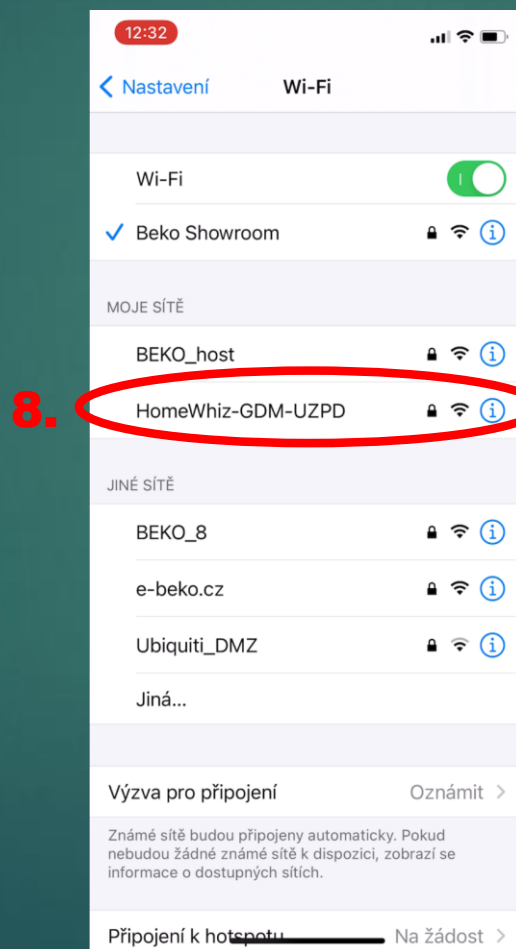 12:32
Nastavení
Wi-Fi
Wi-Fi
Beko Showroom
MOJE SÍTĚ
BEKO_host
8.
HomeWhiz-GDM-UZPD
JINÉ SÍTĚ
BEKO_8
e-beko.cz
Ubiquiti_DMZ
Jiná...
Výzva pro připojení
Oznámit
Známé sítě budou připojeny automaticky. Pokud
nebudou žádné známé sítě k dispozici, zobrazí se
informace o dostupných sítích.
Připojení k hotspotu
Na žádost